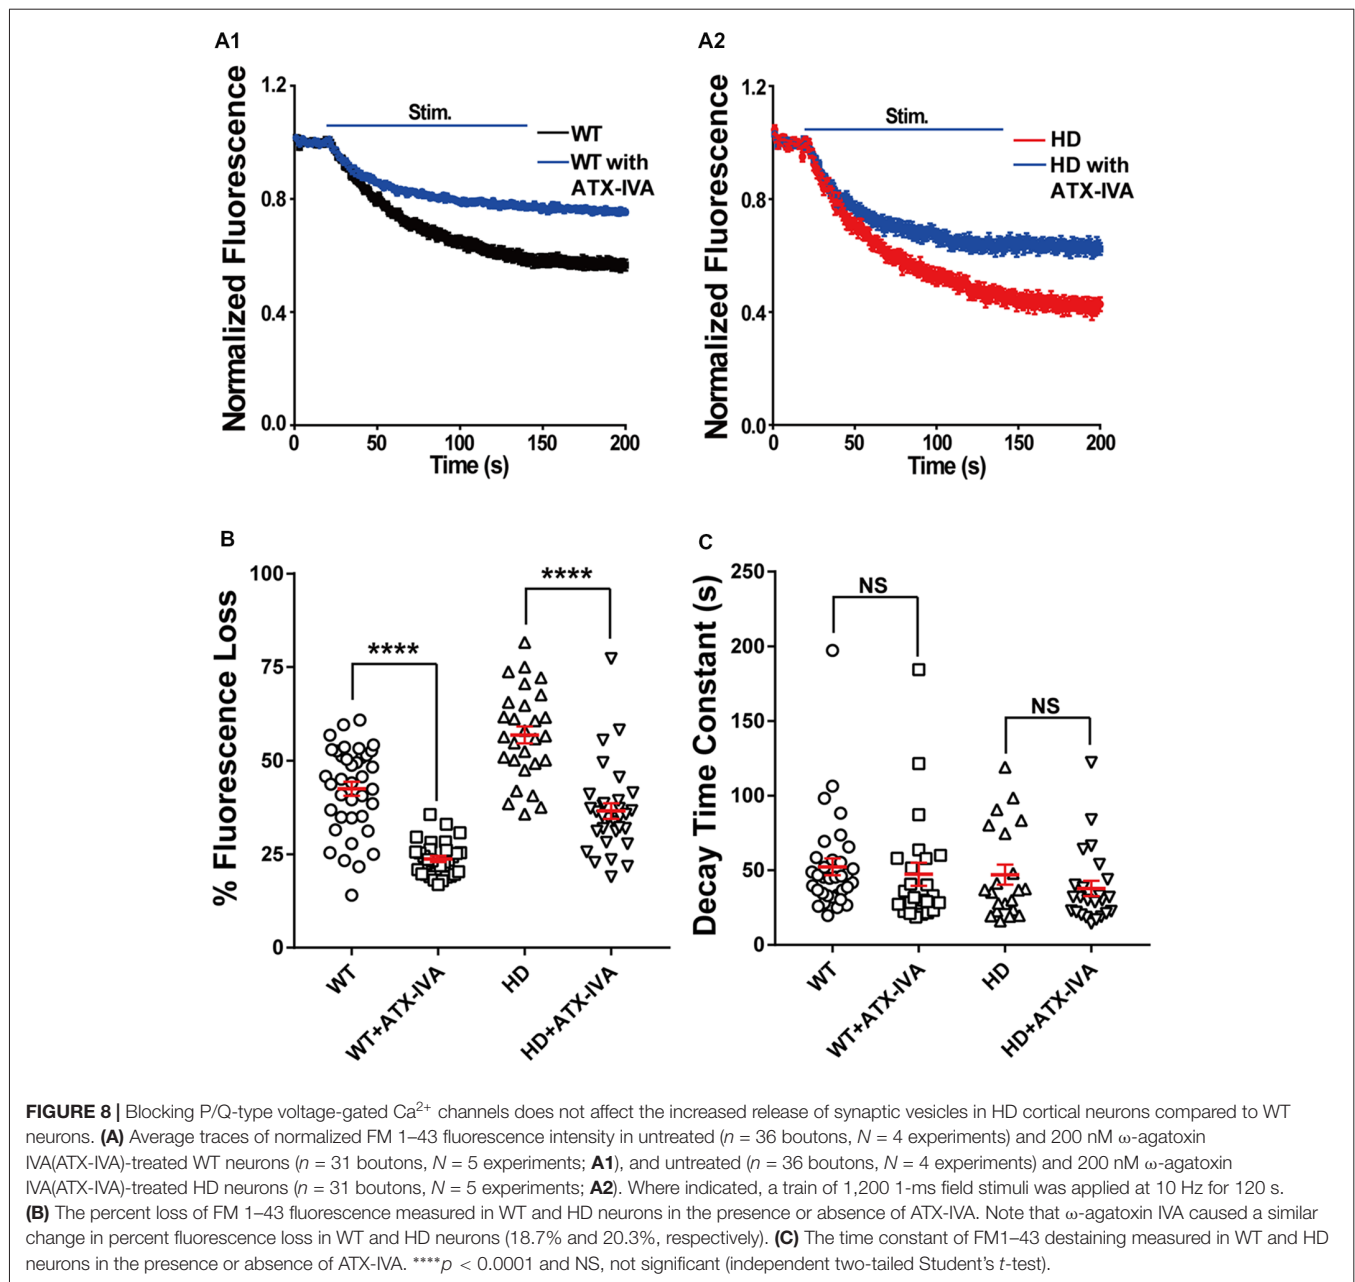 A1
A2
1.2
0.8
0.4
0.0
0
50
100
150
200
Normalized Fluorescence
Time (s)
Stim.
WT
WT with
ATX-IVA
1.2
0.8
0.4
0.0
0
50
100
150
200
Normalized Fluorescence
Time (s)
Stim.
HD
HD with
ATX-IVA
B
100
75
50
25
0
% Fluorescence Loss
****
****
WT
WT+ATX-IVA
HD
HD+ATX-IVA
C
250
200
150
100
50
0
Decay Time Constant (s)
NS
NS
WT
WT+ATX-IVA
HD
HD+ATX-IVA
FIGURE 8 | Blocking P/Q-type voltage-gated Ca²⁺ channels does not affect the increased release of synaptic vesicles in HD cortical neurons compared to WT
neurons. (A) Average traces of normalized FM 1–43 fluorescence intensity in untreated (n = 36 boutons, N = 4 experiments) and 200 nM ω-agatoxin
IVA(ATX-IVA)-treated WT neurons (n = 31 boutons, N = 5 experiments; A1), and untreated (n = 36 boutons, N = 4 experiments) and 200 nM ω-agatoxin
IVA(ATX-IVA)-treated HD neurons (n = 31 boutons, N = 5 experiments; A2). Where indicated, a train of 1,200 1-ms field stimuli was applied at 10 Hz for 120 s.
(B) The percent loss of FM 1–43 fluorescence measured in WT and HD neurons in the presence or absence of ATX-IVA. Note that ω-agatoxin IVA caused a similar
change in percent fluorescence loss in WT and HD neurons (18.7% and 20.3%, respectively). (C) The time constant of FM1–43 destaining measured in WT and HD
neurons in the presence or absence of ATX-IVA. ****p < 0.0001 and NS, not significant (independent two-tailed Student’s t-test).